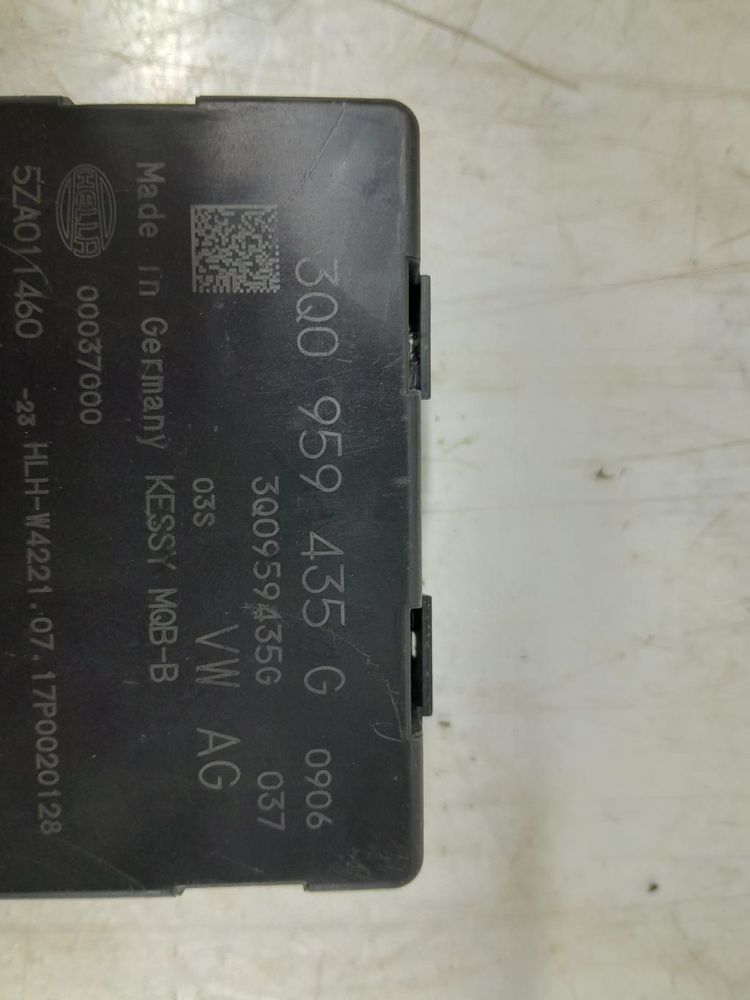 3Q0 959 435 G 0906
3Q0959435G 037
03S VW AG
Made in Germany KESSY MQB-B
HELLA 00037000
5ZA011460 -23 HLH-W4221.07.17P0020128